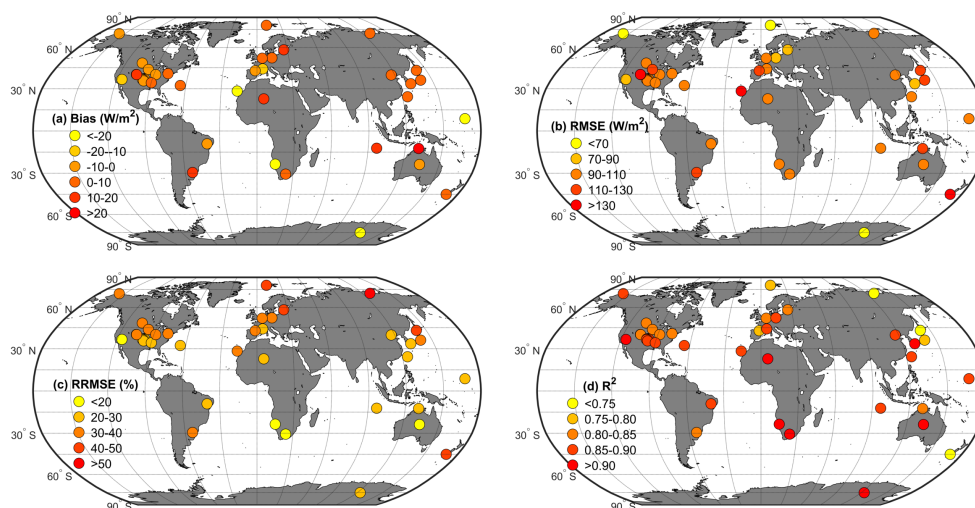 90° N
60° N
30° N
30° S
60° S
90° S
(a) Bias (W/m²)
<-20
-20--10
-10-0
0-10
10-20
>20
90° N
60° N
30° N
30° S
60° S
90° S
(b) RMSE (W/m²)
<70
70-90
90-110
110-130
>130
90° N
60° N
30° N
30° S
60° S
90° S
(c) RRMSE (%)
<20
20-30
30-40
40-50
>50
90° N
60° N
30° N
30° S
60° S
90° S
(d) R²
<0.75
0.75-0.80
0.80-0.85
0.85-0.90
>0.90